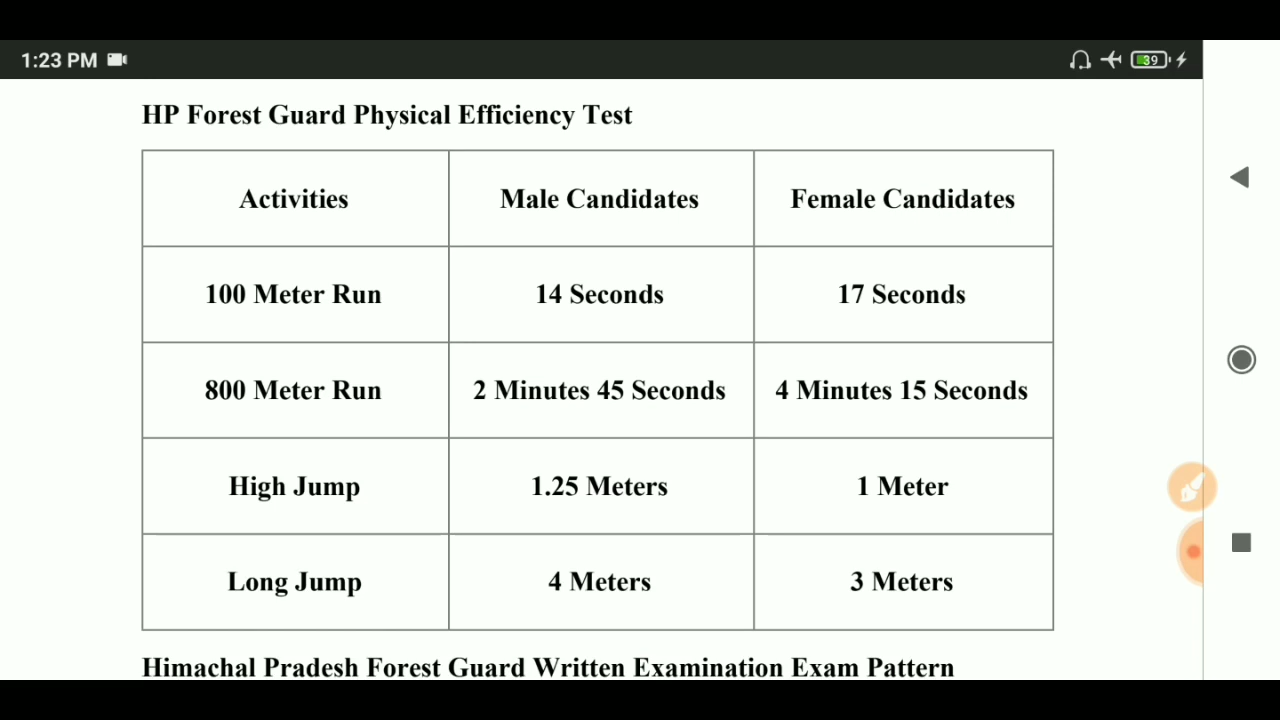 1:23 PM
39
HP Forest Guard Physical Efficiency Test
Activities Male Candidates Female Candidates
100 Meter Run 14 Seconds 17 Seconds
800 Meter Run 2 Minutes 45 Seconds 4 Minutes 15 Seconds
High Jump 1.25 Meters 1 Meter
Long Jump 4 Meters 3 Meters
Himachal Pradesh Forest Guard Written Examination Exam Pattern